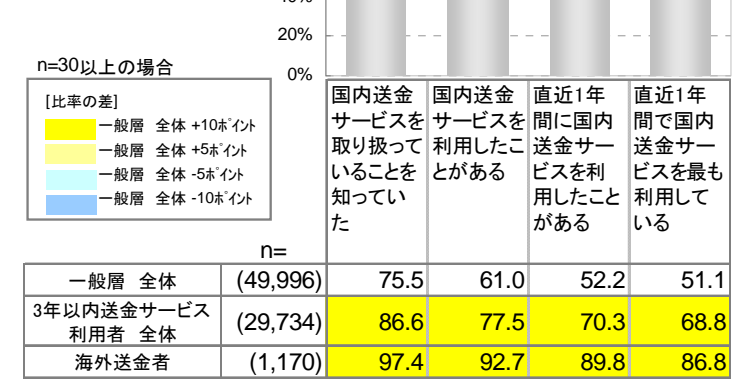 20%
n=30以上の場合
0%
[比率の差]
一般層 全体 +10ﾎﾟｲﾝﾄ
一般層 全体 +5ﾎﾟｲﾝﾄ
一般層 全体 -5ﾎﾟｲﾝﾄ
一般層 全体 -10ﾎﾟｲﾝﾄ
国内送金
サービスを
取り扱って
いることを
知ってい
た
国内送金
サービスを
利用したこ
とがある
直近1年
間に国内
送金サー
ビスを利
用したこと
がある
直近1年
間で国内
送金サー
ビスを最も
利用して
いる
n=
一般層 全体 (49,996) 75.5 61.0 52.2 51.1
3年以内送金サービス
利用者 全体 (29,734) 86.6 77.5 70.3 68.8
海外送金者 (1,170) 97.4 92.7 89.8 86.8